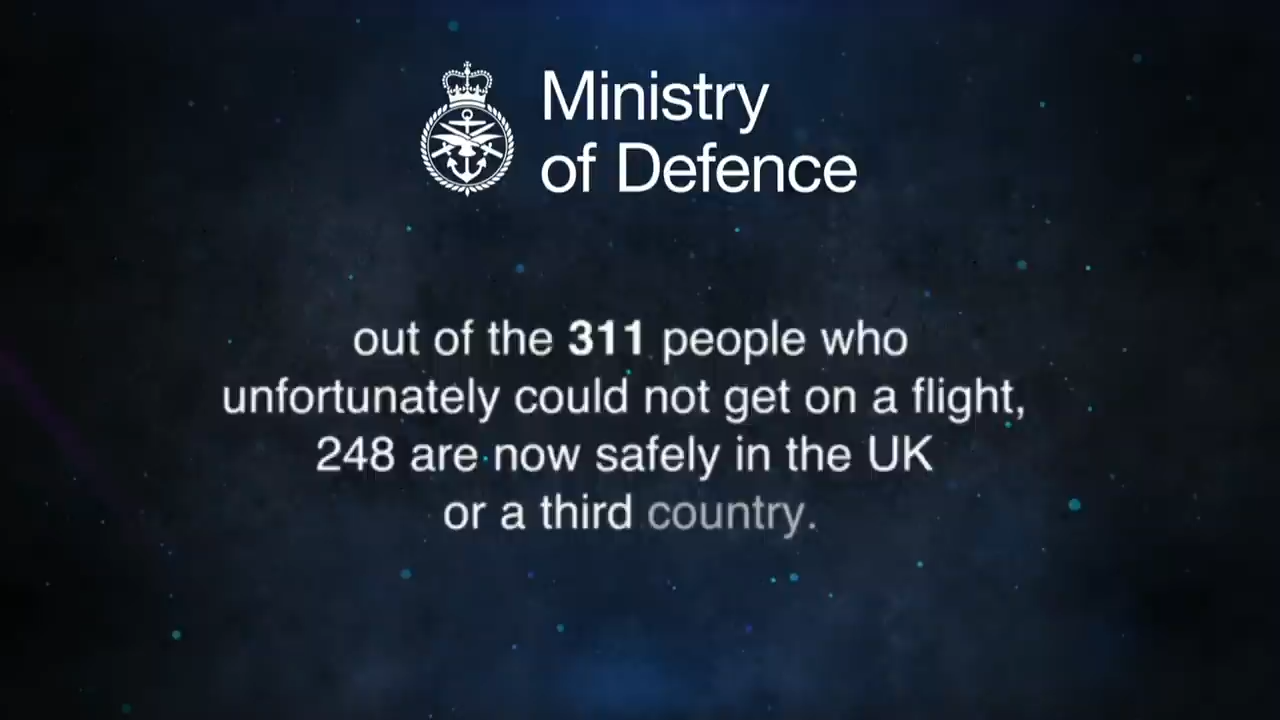 Ministry
of Defence
out of the 311 people who
unfortunately could not get on a flight,
248 are now safely in the UK
or a third country.